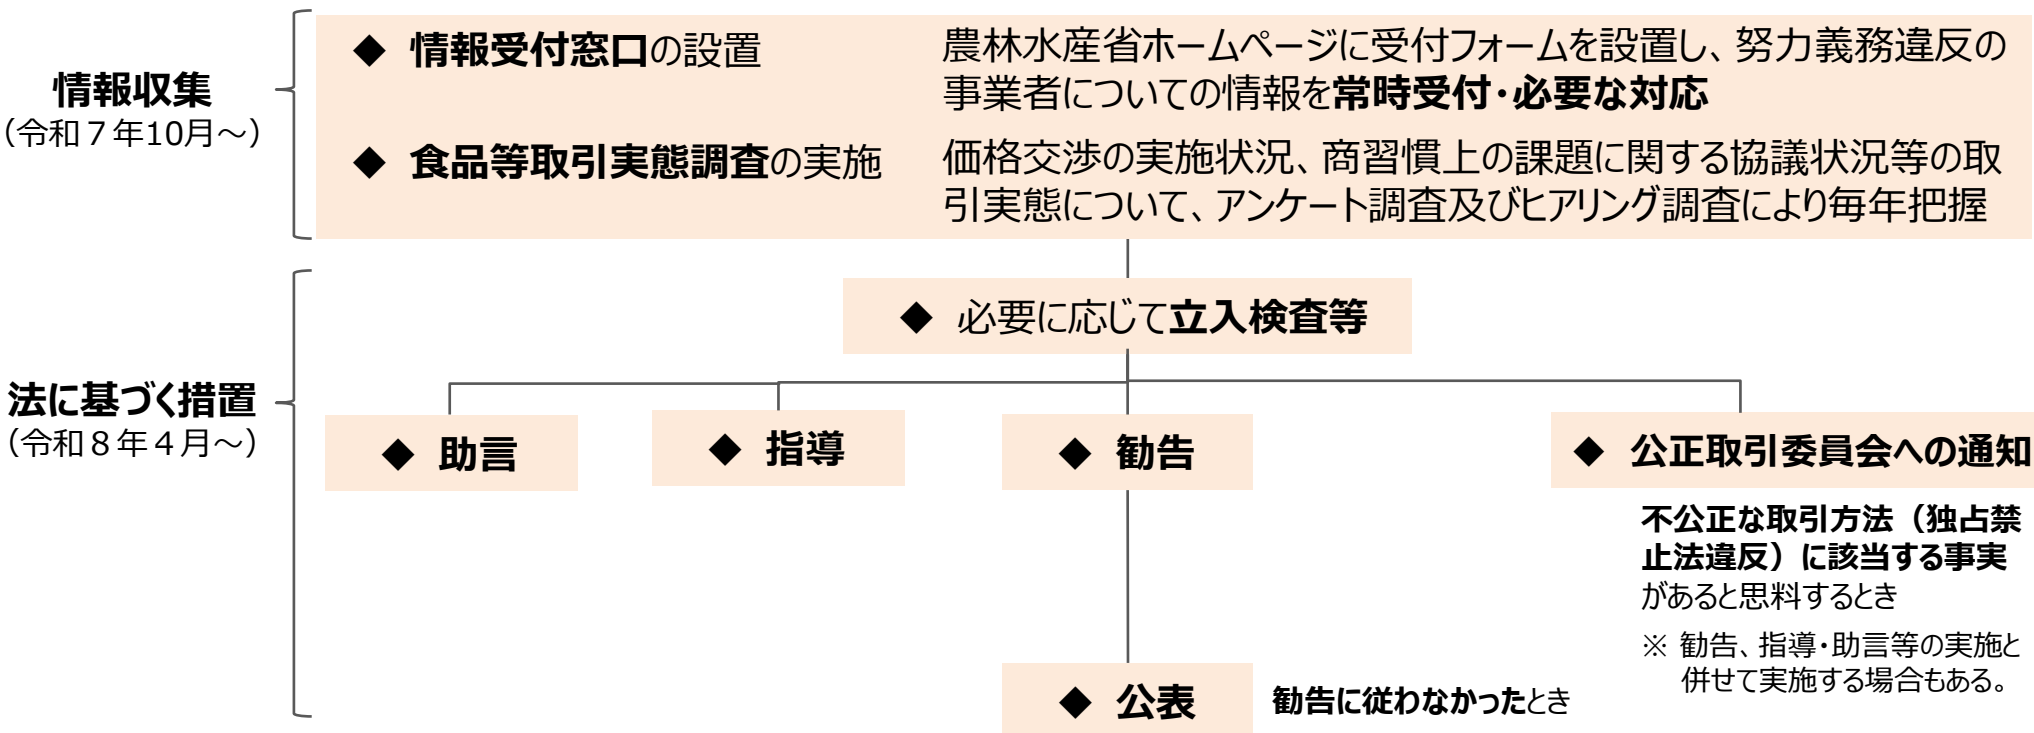 情報収集
（令和７年10月～）
◆ 情報受付窓口の設置
農林水産省ホームページに受付フォームを設置し、努力義務違反の
事業者についての情報を常時受付・必要な対応
◆ 食品等取引実態調査の実施
価格交渉の実施状況、商習慣上の課題に関する協議状況等の取
引実態について、アンケート調査及びヒアリング調査により毎年把握
◆ 必要に応じて立入検査等
法に基づく措置
（令和８年４月～）
◆ 助言
◆ 指導
◆ 勧告
◆ 公正取引委員会への通知
不公正な取引方法（独占禁
止法違反）に該当する事実
があると思料するとき
※ 勧告、指導・助言等の実施と
併せて実施する場合もある。
◆ 公表
勧告に従わなかったとき